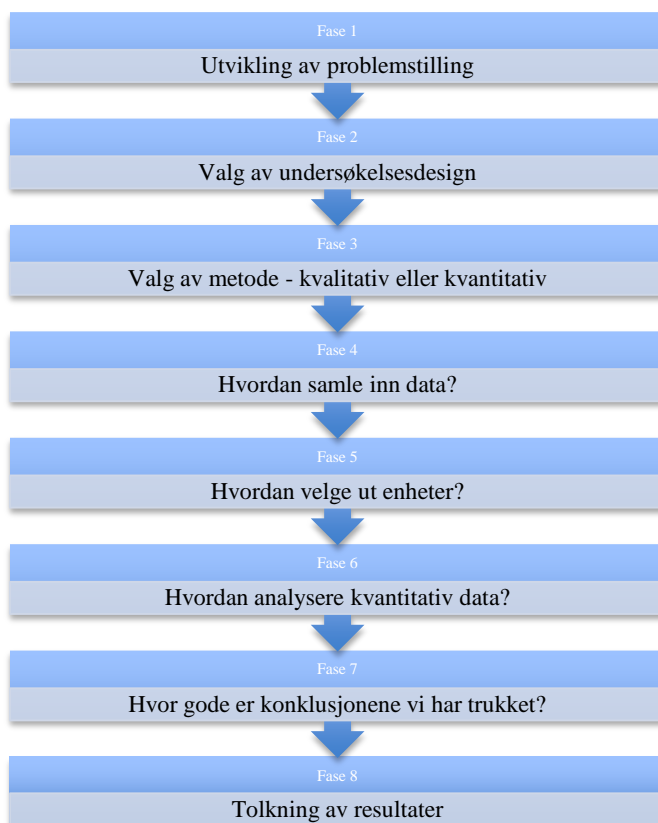 Fase 1
Utvikling av problemstilling
Fase 2
Valg av undersøkelsesdesign
Fase 3
Valg av metode - kvalitativ eller kvantitativ
Fase 4
Hvordan samle inn data?
Fase 5
Hvordan velge ut enheter?
Fase 6
Hvordan analysere kvantitativ data?
Fase 7
Hvor gode er konklusjonene vi har trukket?
Fase 8
Tolkning av resultater